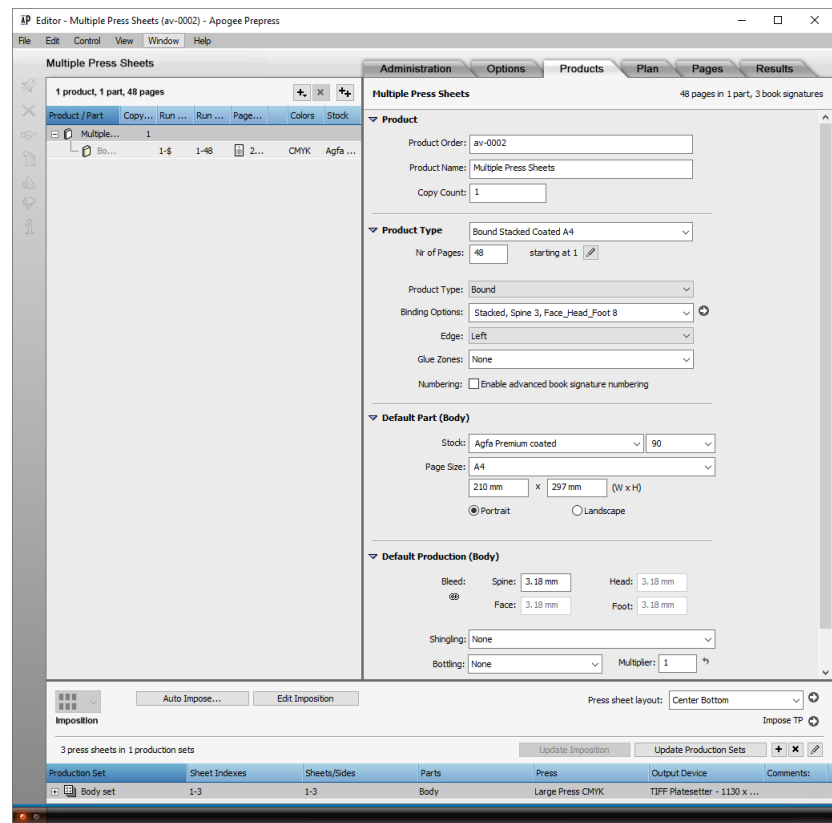 Editor - Multiple Press Sheets (av-0002) - Apogee Prepress
File Edit Control View Window Help
Multiple Press Sheets
Administration Options Products Plan Pages Results
1 product, 1 part, 48 pages
Multiple Press Sheets 48 pages in 1 part, 3 book signatures
Product / Part Copy... Run ... Run ... Page... Colors Stock
Multiple... 1
Bo... 1-$ 1-48 2... CMYK Agfa ...
Product
Product Order: av-0002
Product Name: Multiple Press Sheets
Copy Count: 1
Product Type Bound Stacked Coated A4
Nr of Pages: 48 starting at 1
Product Type: Bound
Binding Options: Stacked, Spine 3, Face_Head_Foot 8
Edge: Left
Glue Zones: None
Numbering: Enable advanced book signature numbering
Default Part (Body)
Stock: Agfa Premium coated 90
Page Size: A4
210 mm x 297 mm (W x H)
Portrait Landscape
Default Production (Body)
Bleed: Spine: 3.18 mm Head: 3.18 mm
Face: 3.18 mm Foot: 3.18 mm
Shingling: None
Bottling: None Multiplier: 1
Auto Impose... Edit Imposition Press sheet layout: Center Bottom
Imposition Impose TP
3 press sheets in 1 production sets Update Imposition Update Production Sets
Production Set Sheet Indexes Sheets/Sides Parts Press Output Device Comments:
Body set 1-3 1-3 Body Large Press CMYK TIFF Platesetter - 1130 x ...